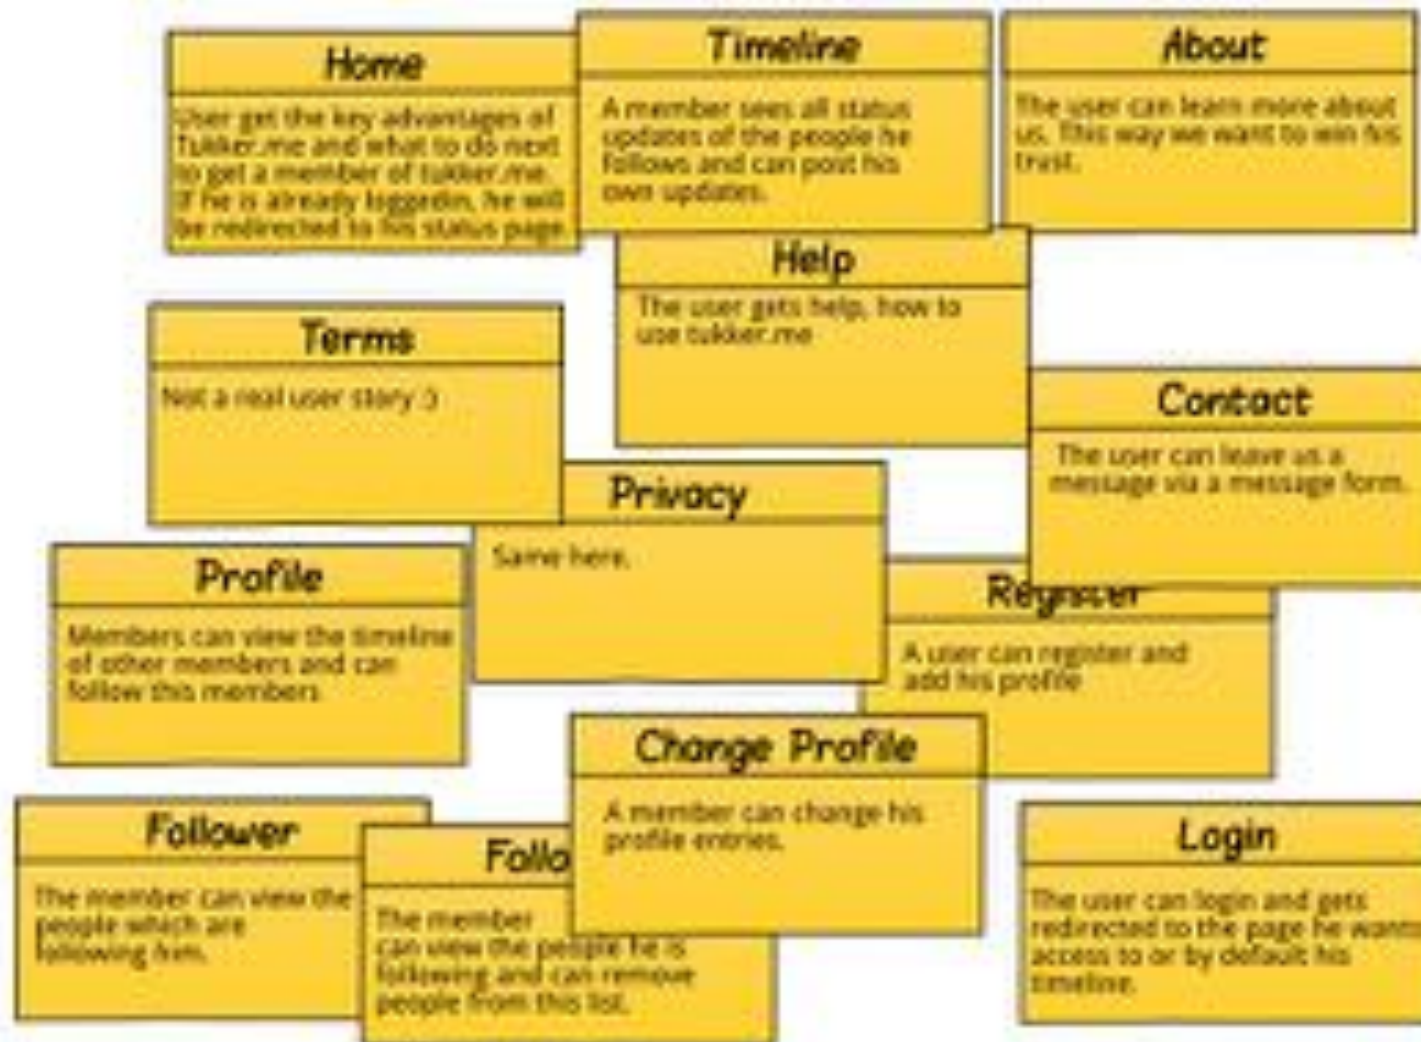 Home
User get the key advantages of
Tukker.me and what to do next
to get a member of tukker.me.
If he is already loggedin, he will
be redirected to his status page
Timeline
A member sees all status
updates of the people he
follows and can post his
own updates.
About
The user can learn more about
us. This way we want to win his
trust.
Help
The user gets help, how to
use tukker.me
Terms
Not a real user story :)
Contact
The user can leave us a
message via a message form.
Privacy
Same here.
Profile
Members can view the timeline
of other members and can
follow this members
Register
A user can register and
add his profile
Change Profile
A member can change his
profile entries.
Follower
The member can view the
people which are
following him.
Follo
The member
can view the people he is
following and can remove
people from this list.
Login
The user can login and gets
redirected to the page he wants
access to or by default his
timeline.